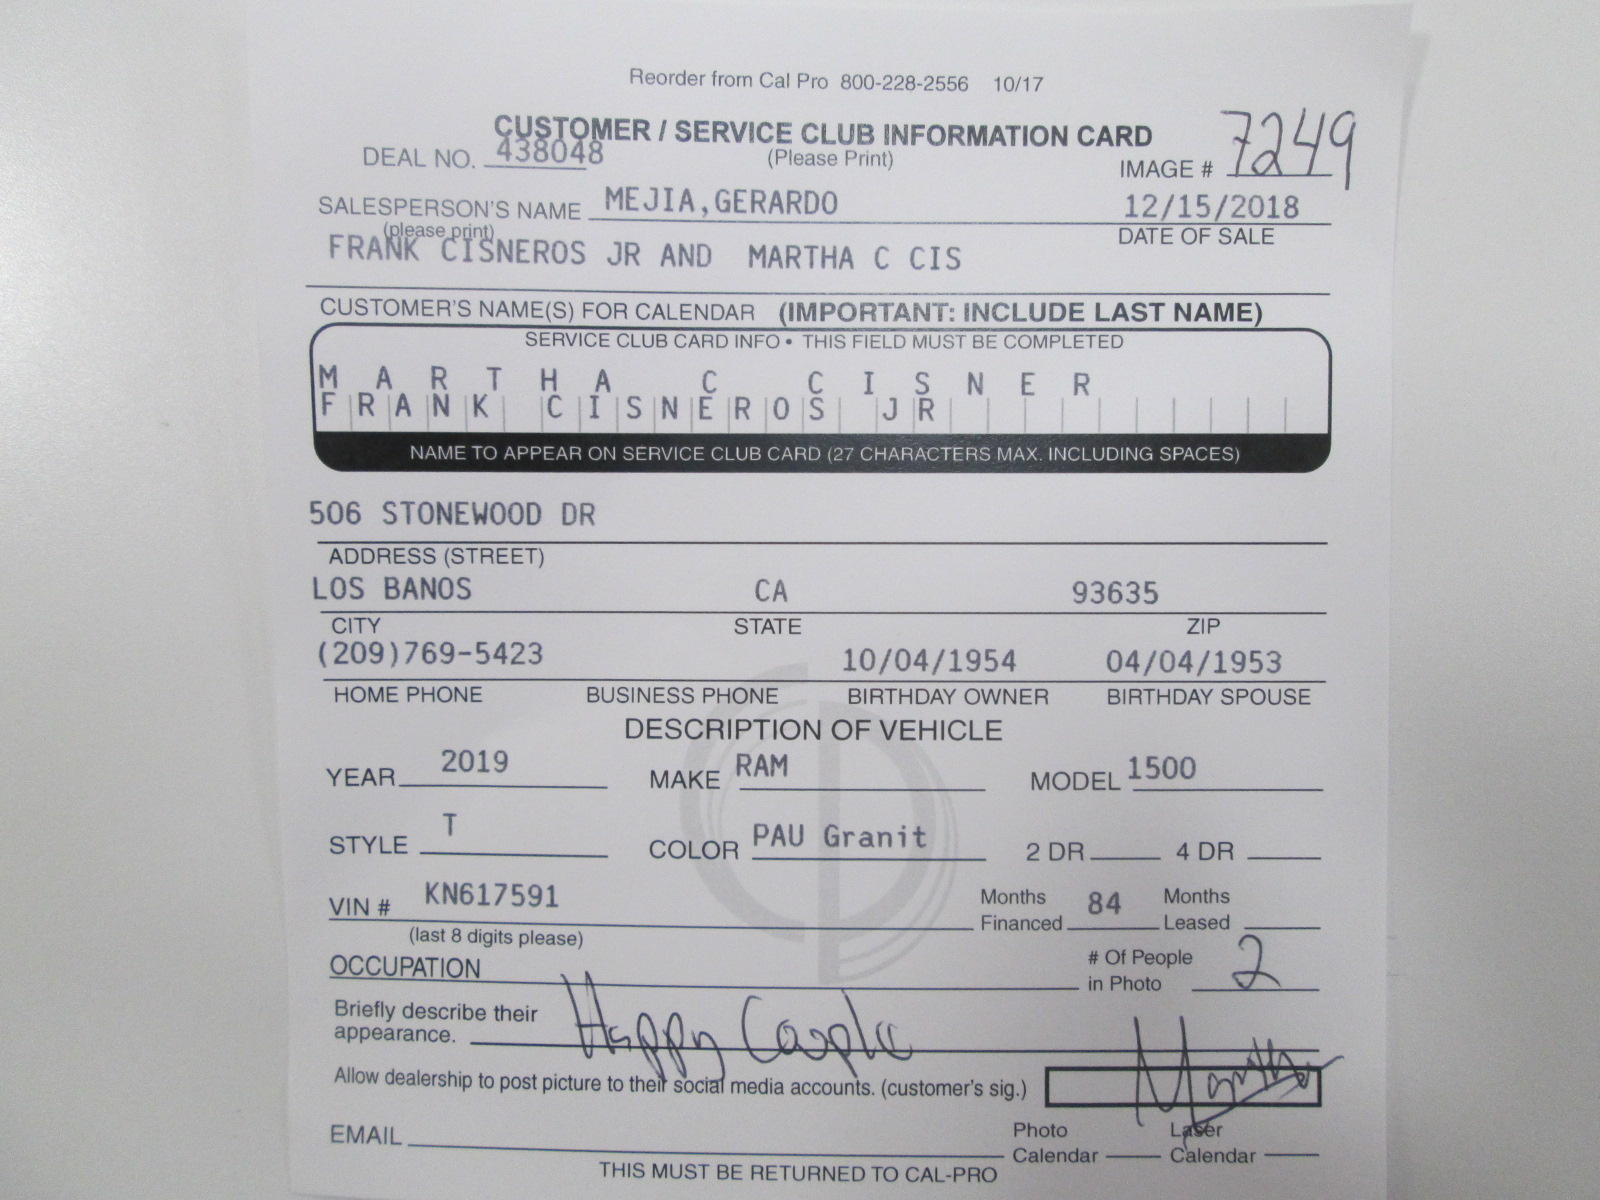 Reorder from Cal Pro 800-228-2556 10/17
CUSTOMER / SERVICE CLUB INFORMATION CARD
(Please Print)
DEAL NO. 438048
IMAGE # 7249
SALESPERSON'S NAME MEJIA,GERARDO 12/15/2018
(please print) DATE OF SALE
FRANK CISNEROS JR AND MARTHA C CIS
CUSTOMER'S NAME(S) FOR CALENDAR (IMPORTANT: INCLUDE LAST NAME)
SERVICE CLUB CARD INFO • THIS FIELD MUST BE COMPLETED
MARTHA C CISNER
FRANK CISNEROS JR
NAME TO APPEAR ON SERVICE CLUB CARD (27 CHARACTERS MAX. INCLUDING SPACES)
506 STONEWOOD DR
ADDRESS (STREET)
LOS BANOS CA 93635
CITY STATE ZIP
(209)769-5423 10/04/1954 04/04/1953
HOME PHONE BUSINESS PHONE BIRTHDAY OWNER BIRTHDAY SPOUSE
DESCRIPTION OF VEHICLE
YEAR 2019 MAKE RAM MODEL 1500
STYLE T COLOR PAU Granit 2 DR 4 DR
VIN # KN617591 Months Financed 84 Months Leased
(last 8 digits please)
OCCUPATION # Of People in Photo 2
Briefly describe their appearance. Happy Couple
Allow dealership to post picture to their social media accounts. (customer's sig.)
EMAIL Photo Calendar Laser Calendar
THIS MUST BE RETURNED TO CAL-PRO